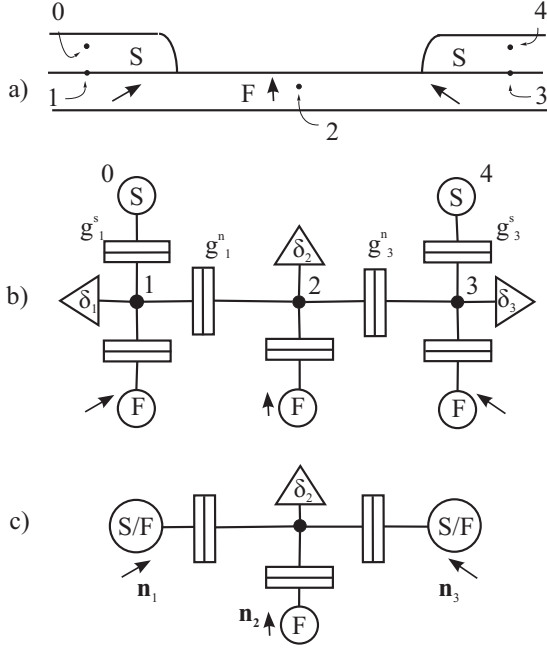 0 4
S S
a)
1 F 3
2
0 4
S S
g₁ˢ g₁ⁿ g₃ⁿ g₃ˢ
δ₂
1 2 3
b) δ₁ δ₃
F F F
c) δ₂
S/F S/F
n₁ n₂ n₃
F